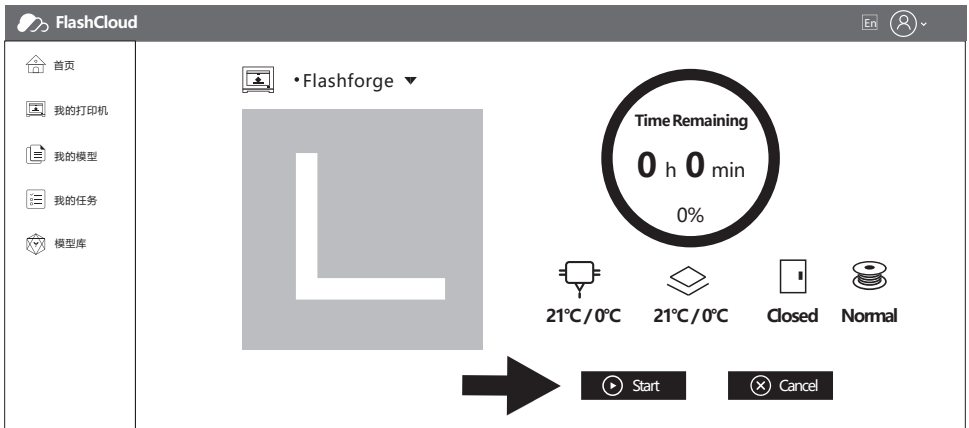 FlashCloud
En
首页
我的打印机
我的模型
我的任务
模型库
•Flashforge
Time Remaining
0 h 0 min
0%
21℃/0℃
21℃/0℃
Closed
Normal
Start
Cancel